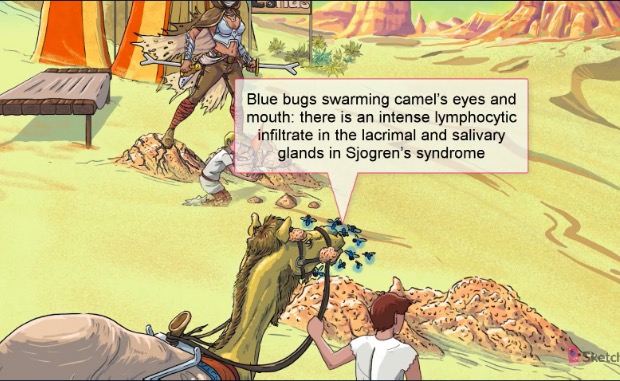 Blue bugs swarming camel's eyes and
mouth: there is an intense lymphocytic
infiltrate in the lacrimal and salivary
glands in Sjogren's syndrome
Sketch